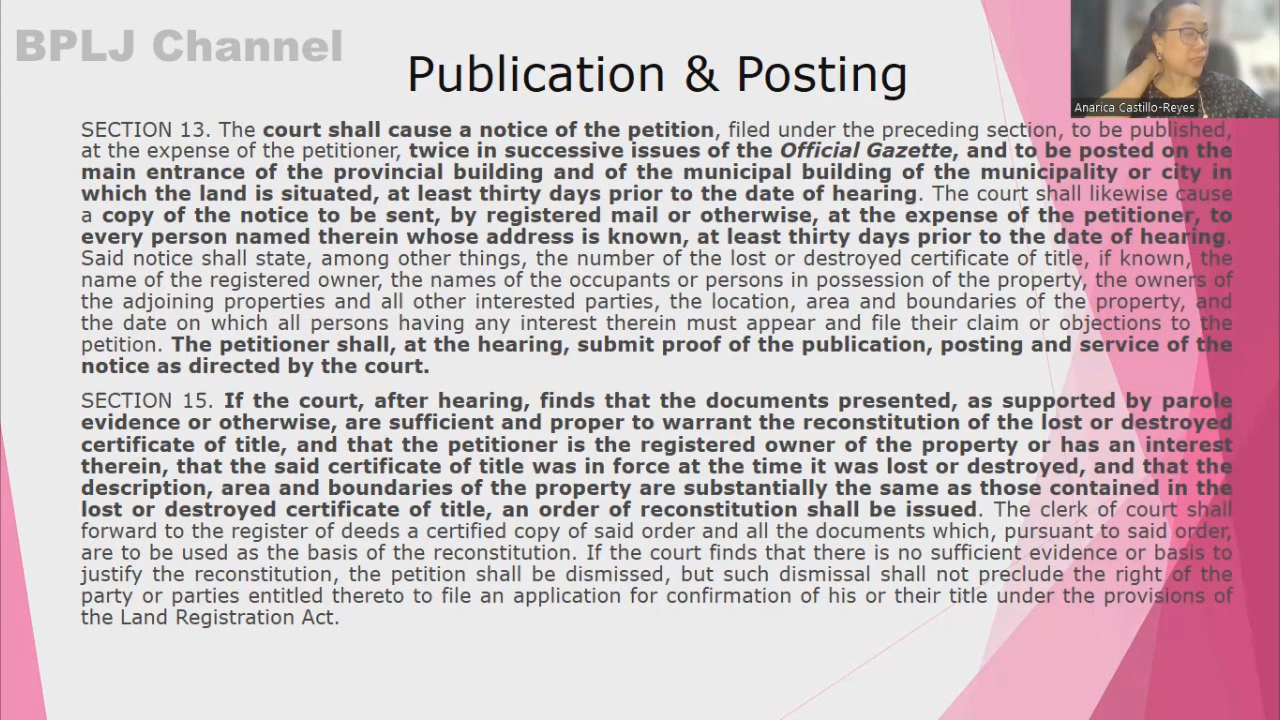 BPLJ Channel
Publication & Posting
Anarica Castillo-Reyes
SECTION 13. The court shall cause a notice of the petition, filed under the preceding section, to be published,
at the expense of the petitioner, twice in successive issues of the Official Gazette, and to be posted on the
main entrance of the provincial building and of the municipal building of the municipality or city in
which the land is situated, at least thirty days prior to the date of hearing. The court shall likewise cause
a copy of the notice to be sent, by registered mail or otherwise, at the expense of the petitioner, to
every person named therein whose address is known, at least thirty days prior to the date of hearing.
Said notice shall state, among other things, the number of the lost or destroyed certificate of title, if known, the
name of the registered owner, the names of the occupants or persons in possession of the property, the owners of
the adjoining properties and all other interested parties, the location, area and boundaries of the property, and
the date on which all persons having any interest therein must appear and file their claim or objections to the
petition. The petitioner shall, at the hearing, submit proof of the publication, posting and service of the
notice as directed by the court.
SECTION 15. If the court, after hearing, finds that the documents presented, as supported by parole
evidence or otherwise, are sufficient and proper to warrant the reconstitution of the lost or destroyed
certificate of title, and that the petitioner is the registered owner of the property or has an interest
therein, that the said certificate of title was in force at the time it was lost or destroyed, and that the
description, area and boundaries of the property are substantially the same as those contained in the
lost or destroyed certificate of title, an order of reconstitution shall be issued. The clerk of court shall
forward to the register of deeds a certified copy of said order and all the documents which, pursuant to said order,
are to be used as the basis of the reconstitution. If the court finds that there is no sufficient evidence or basis to
justify the reconstitution, the petition shall be dismissed, but such dismissal shall not preclude the right of the
party or parties entitled thereto to file an application for confirmation of his or their title under the provisions of
the Land Registration Act.